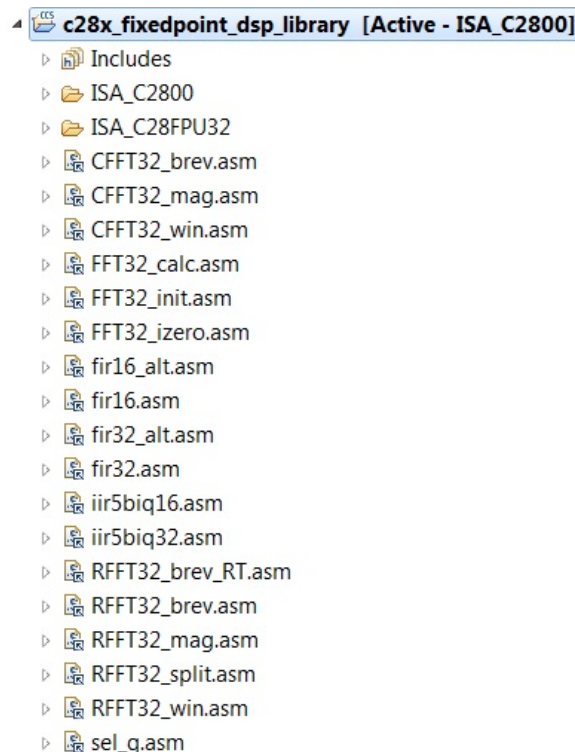 c28x_fixedpoint_dsp_library [Active - ISA_C2800]
Includes
ISA_C2800
ISA_C28FPU32
CFFT32_brev.asm
CFFT32_mag.asm
CFFT32_win.asm
FFT32_calc.asm
FFT32_init.asm
FFT32_izero.asm
fir16_alt.asm
fir16.asm
fir32_alt.asm
fir32.asm
iir5biq16.asm
iir5biq32.asm
RFFT32_brev_RT.asm
RFFT32_brev.asm
RFFT32_mag.asm
RFFT32_split.asm
RFFT32_win.asm
sel_q.asm